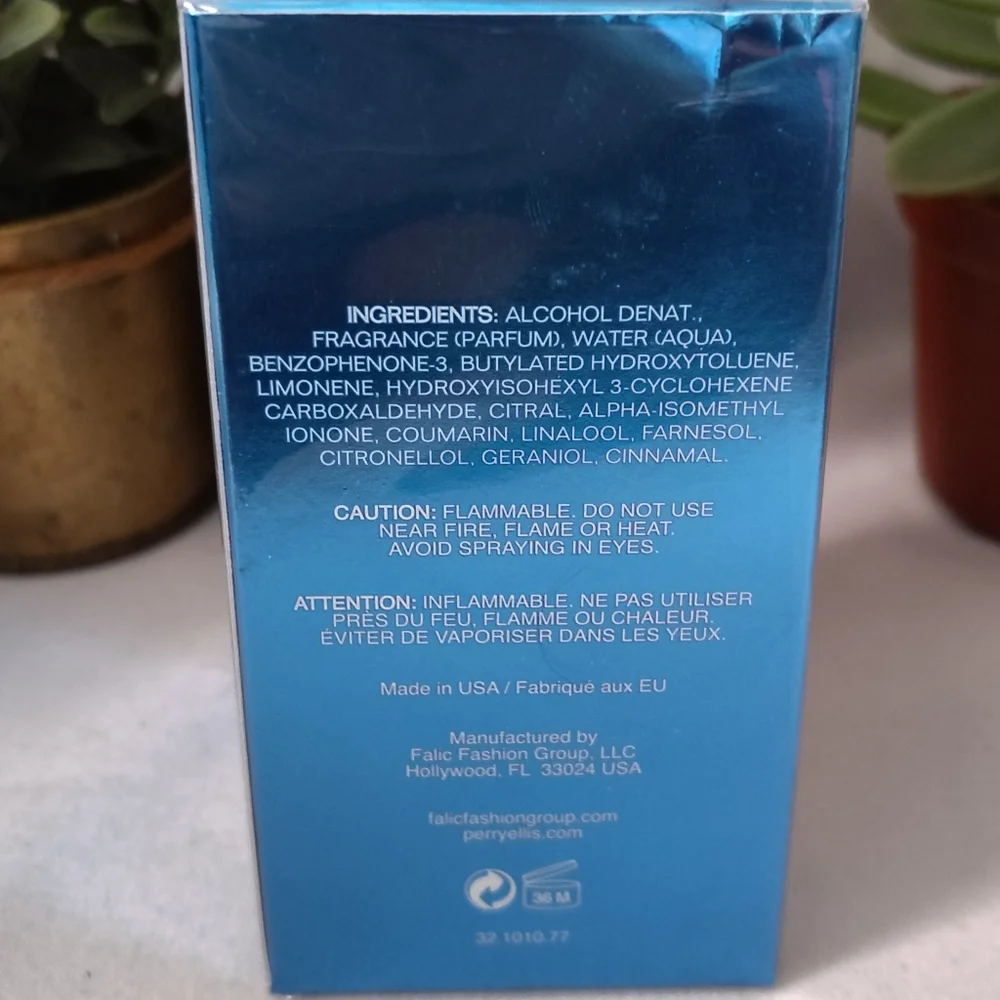 INGREDIENTS: ALCOHOL DENAT.,
FRAGRANCE (PARFUM), WATER (AQUA),
BENZOPHENONE-3, BUTYLATED HYDROXYTOLUENE,
LIMONENE, HYDROXYISOHEXYL 3-CYCLOHEXENE
CARBOXALDEHYDE, CITRAL, ALPHA-ISOMETHYL
IONONE, COUMARIN, LINALOOL, FARNESOL,
CITRONELLOL, GERANIOL, CINNAMAL.
CAUTION: FLAMMABLE. DO NOT USE
NEAR FIRE, FLAME OR HEAT.
AVOID SPRAYING IN EYES.
ATTENTION: INFLAMMABLE. NE PAS UTILISER
PRÈS DU FEU, FLAMME OU CHALEUR.
ÉVITER DE VAPORISER DANS LES YEUX.
Made in USA / Fabriqué aux EU
Manufactured by
Falic Fashion Group, LLC
Hollywood, FL 33024 USA
falicfashiongroup.com
perryellis.com
36 M
32.1010.77